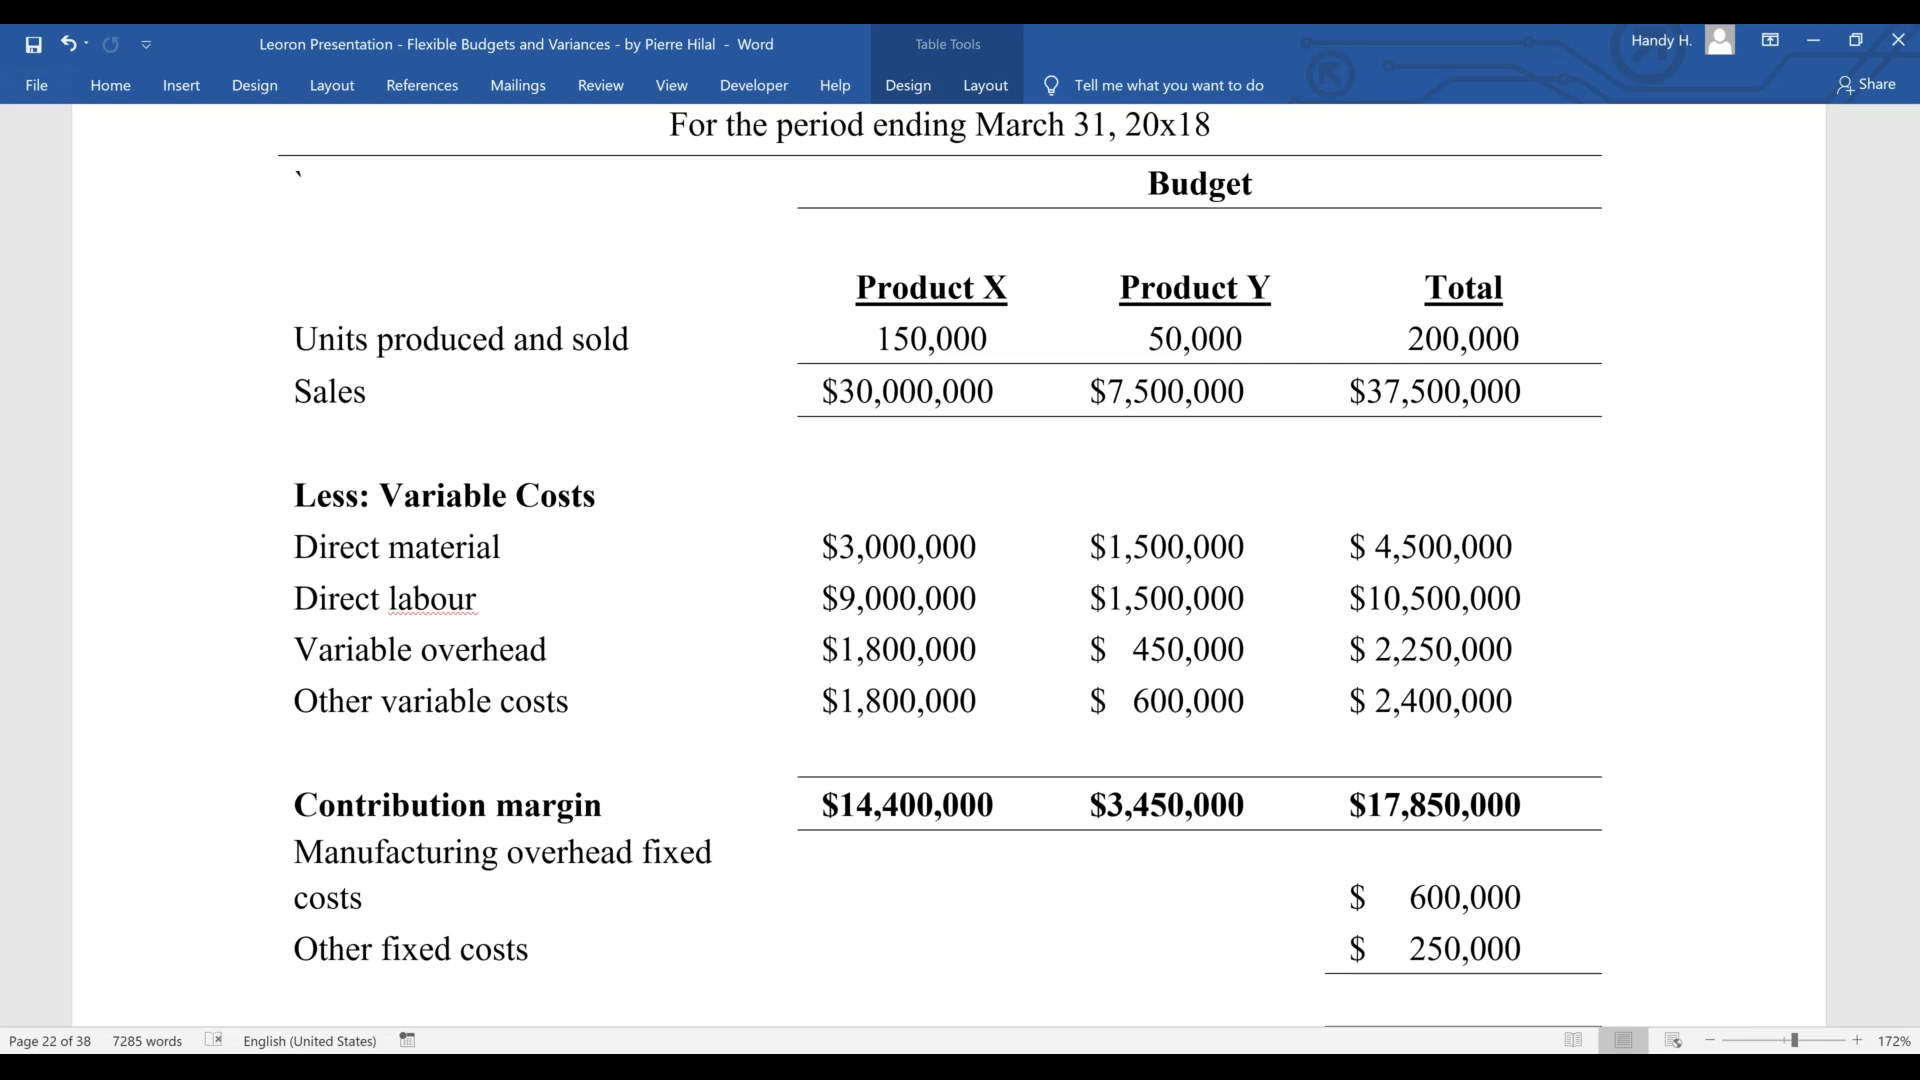 Leoron Presentation - Flexible Budgets and Variances - by Pierre Hilal - Word
Table Tools
Handy H.
File Home Insert Design Layout References Mailings Review View Developer Help Design Layout Tell me what you want to do Share
For the period ending March 31, 20x18
` Budget
Product X Product Y Total
Units produced and sold 150,000 50,000 200,000
Sales $30,000,000 $7,500,000 $37,500,000
Less: Variable Costs
Direct material $3,000,000 $1,500,000 $ 4,500,000
Direct labour $9,000,000 $1,500,000 $10,500,000
Variable overhead $1,800,000 $ 450,000 $ 2,250,000
Other variable costs $1,800,000 $ 600,000 $ 2,400,000
Contribution margin $14,400,000 $3,450,000 $17,850,000
Manufacturing overhead fixed
costs $ 600,000
Other fixed costs $ 250,000
Page 22 of 38 7285 words English (United States) 172%